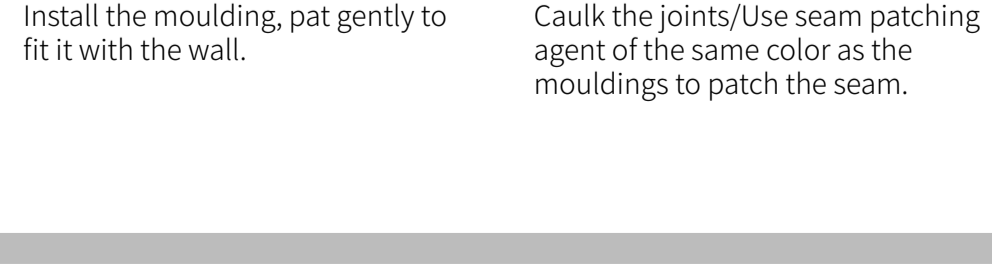 Install the moulding, pat gently to
fit it with the wall.
Caulk the joints/Use seam patching
agent of the same color as the
mouldings to patch the seam.